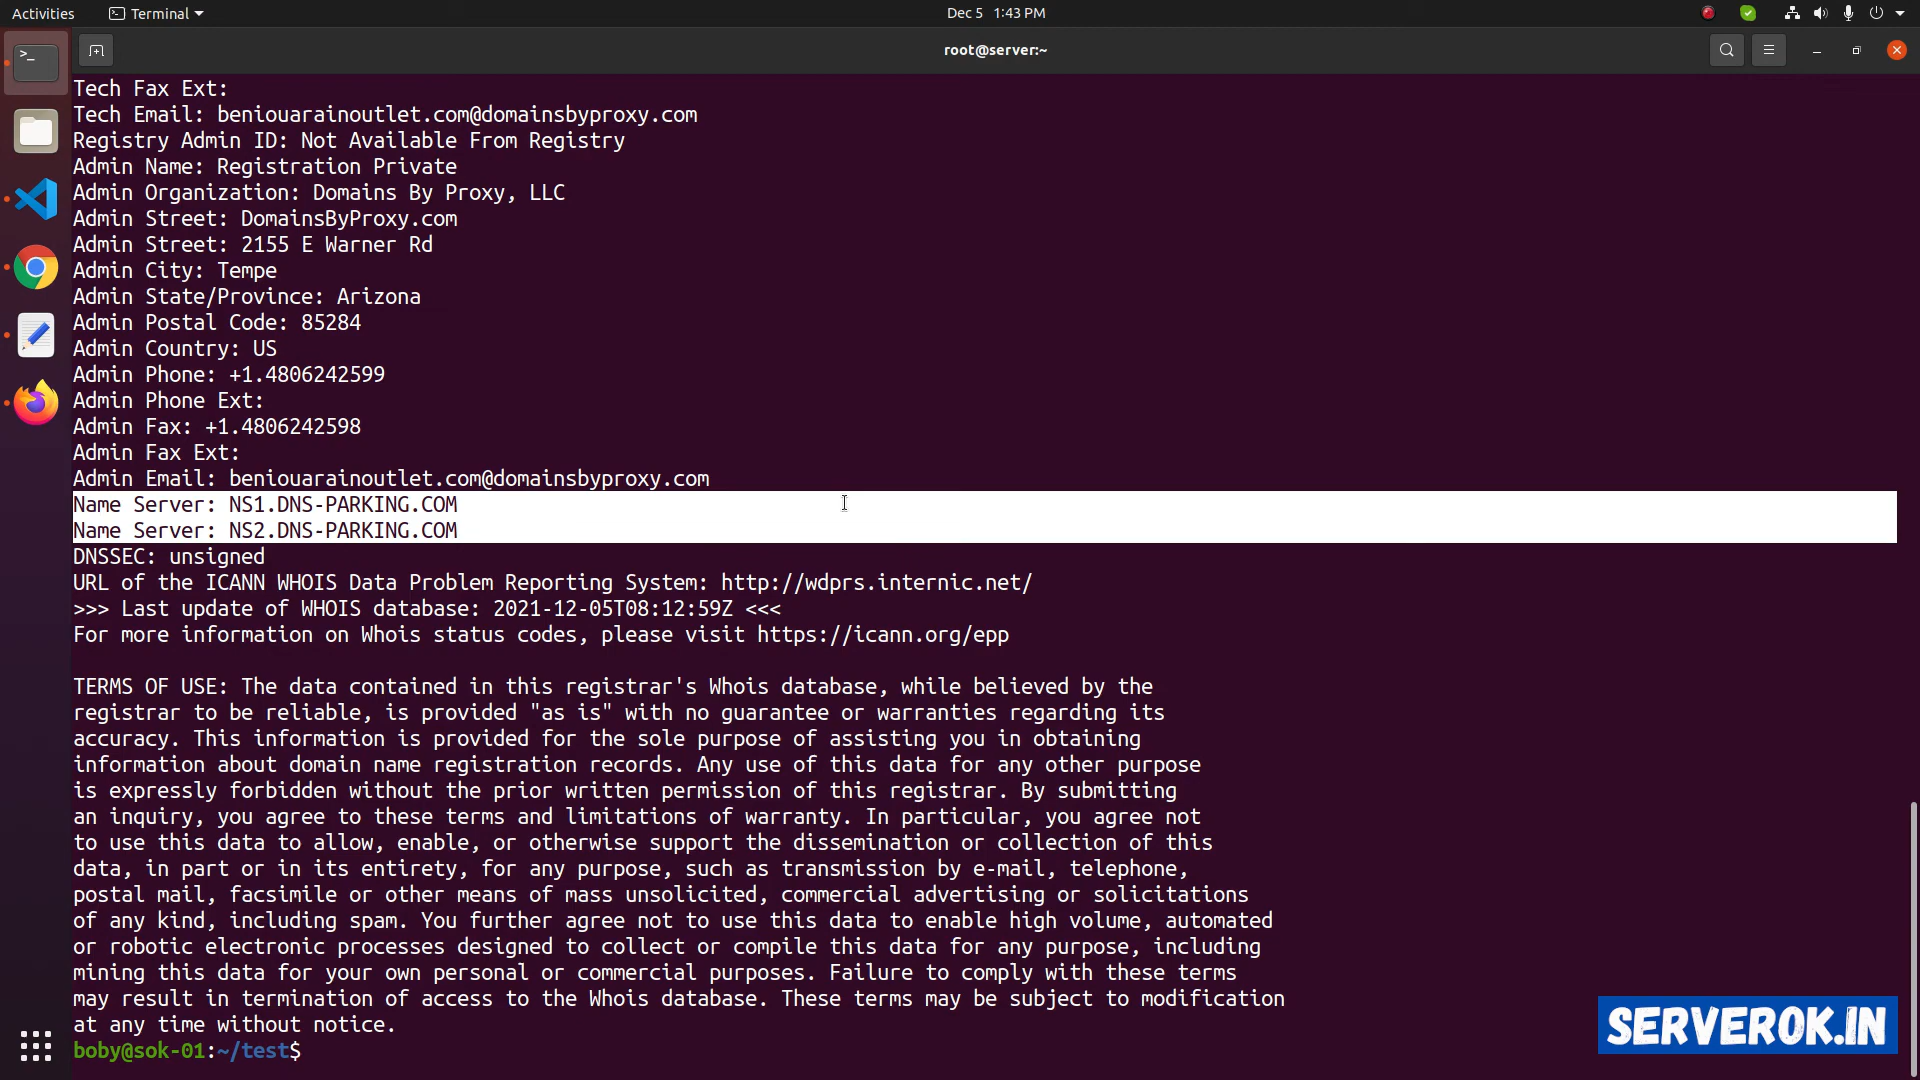 Activities
Terminal
Dec 5 1:43 PM
root@server:~
Tech Fax Ext:
Tech Email: beniouarainoutlet.com@domainsbyproxy.com
Registry Admin ID: Not Available From Registry
Admin Name: Registration Private
Admin Organization: Domains By Proxy, LLC
Admin Street: DomainsByProxy.com
Admin Street: 2155 E Warner Rd
Admin City: Tempe
Admin State/Province: Arizona
Admin Postal Code: 85284
Admin Country: US
Admin Phone: +1.4806242599
Admin Phone Ext:
Admin Fax: +1.4806242598
Admin Fax Ext:
Admin Email: beniouarainoutlet.com@domainsbyproxy.com
Name Server: NS1.DNS-PARKING.COM
Name Server: NS2.DNS-PARKING.COM
DNSSEC: unsigned
URL of the ICANN WHOIS Data Problem Reporting System: http://wdprs.internic.net/
>>> Last update of WHOIS database: 2021-12-05T08:12:59Z <<<
For more information on Whois status codes, please visit https://icann.org/epp
TERMS OF USE: The data contained in this registrar's Whois database, while believed by the
registrar to be reliable, is provided "as is" with no guarantee or warranties regarding its
accuracy. This information is provided for the sole purpose of assisting you in obtaining
information about domain name registration records. Any use of this data for any other purpose
is expressly forbidden without the prior written permission of this registrar. By submitting
an inquiry, you agree to these terms and limitations of warranty. In particular, you agree not
to use this data to allow, enable, or otherwise support the dissemination or collection of this
data, in part or in its entirety, for any purpose, such as transmission by e-mail, telephone,
postal mail, facsimile or other means of mass unsolicited, commercial advertising or solicitations
of any kind, including spam. You further agree not to use this data to enable high volume, automated
or robotic electronic processes designed to collect or compile this data for any purpose, including
mining this data for your own personal or commercial purposes. Failure to comply with these terms
may result in termination of access to the Whois database. These terms may be subject to modification
at any time without notice.
boby@sok-01:~/test$
SERVEROK.IN